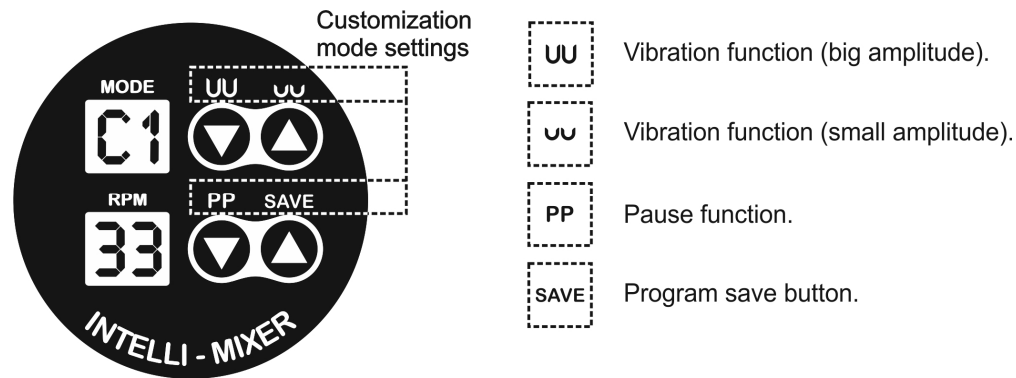 Customization
mode settings
MODE
UU
UU
C1
RPM
PP
SAVE
33
INTELLI - MIXER
UU
Vibration function (big amplitude).
UU
Vibration function (small amplitude).
PP
Pause function.
SAVE
Program save button.